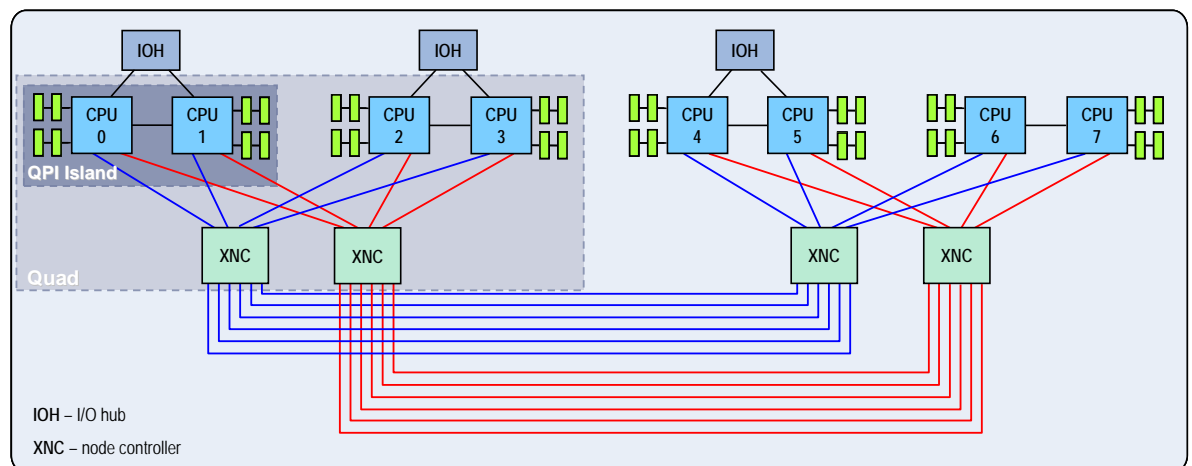 IOH
IOH
IOH
CPU
0
CPU
1
CPU
2
CPU
3
CPU
4
CPU
5
CPU
6
CPU
7
QPI Island
XNC
XNC
XNC
XNC
Quad
IOH – I/O hub
XNC – node controller